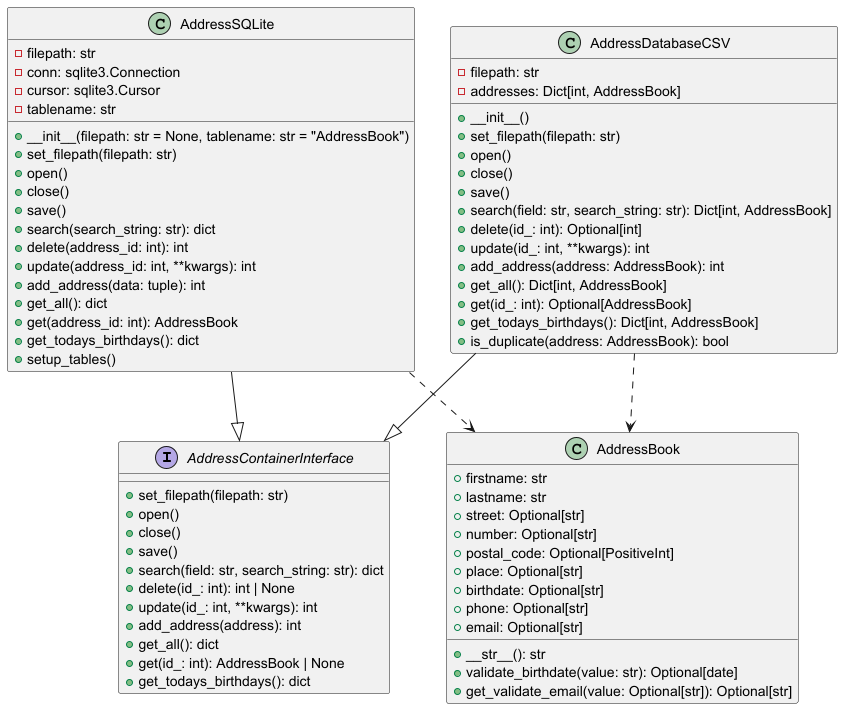 C AddressSQLite
filepath: str
conn: sqlite3.Connection
cursor: sqlite3.Cursor
tablename: str
__init__(filepath: str = None, tablename: str = "AddressBook")
set_filepath(filepath: str)
open()
close()
save()
search(search_string: str): dict
delete(address_id: int): int
update(address_id: int, **kwargs): int
add_address(data: tuple): int
get_all(): dict
get(address_id: int): AddressBook
get_todays_birthdays(): dict
setup_tables()
C AddressDatabaseCSV
filepath: str
addresses: Dict[int, AddressBook]
__init__()
set_filepath(filepath: str)
open()
close()
save()
search(field: str, search_string: str): Dict[int, AddressBook]
delete(id_: int): Optional[int]
update(id_: int, **kwargs): int
add_address(address: AddressBook): int
get_all(): Dict[int, AddressBook]
get(id_: int): Optional[AddressBook]
get_todays_birthdays(): Dict[int, AddressBook]
is_duplicate(address: AddressBook): bool
I AddressContainerInterface
set_filepath(filepath: str)
open()
close()
save()
search(field: str, search_string: str): dict
delete(id_: int): int | None
update(id_: int, **kwargs): int
add_address(address): int
get_all(): dict
get(id_: int): AddressBook | None
get_todays_birthdays(): dict
C AddressBook
firstname: str
lastname: str
street: Optional[str]
number: Optional[str]
postal_code: Optional[PositiveInt]
place: Optional[str]
birthdate: Optional[str]
phone: Optional[str]
email: Optional[str]
__str__(): str
validate_birthdate(value: str): Optional[date]
get_validate_email(value: Optional[str]): Optional[str]